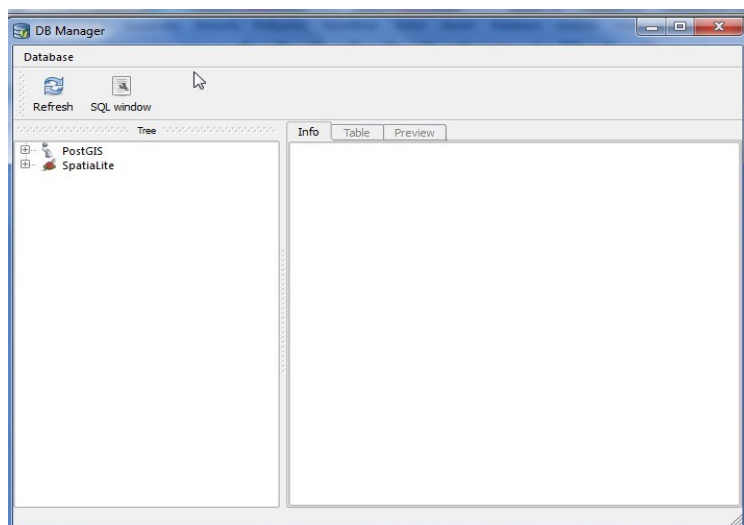 DB Manager
Database
Refresh SQL window
Tree
Info Table Preview
PostGIS
SpatiaLite